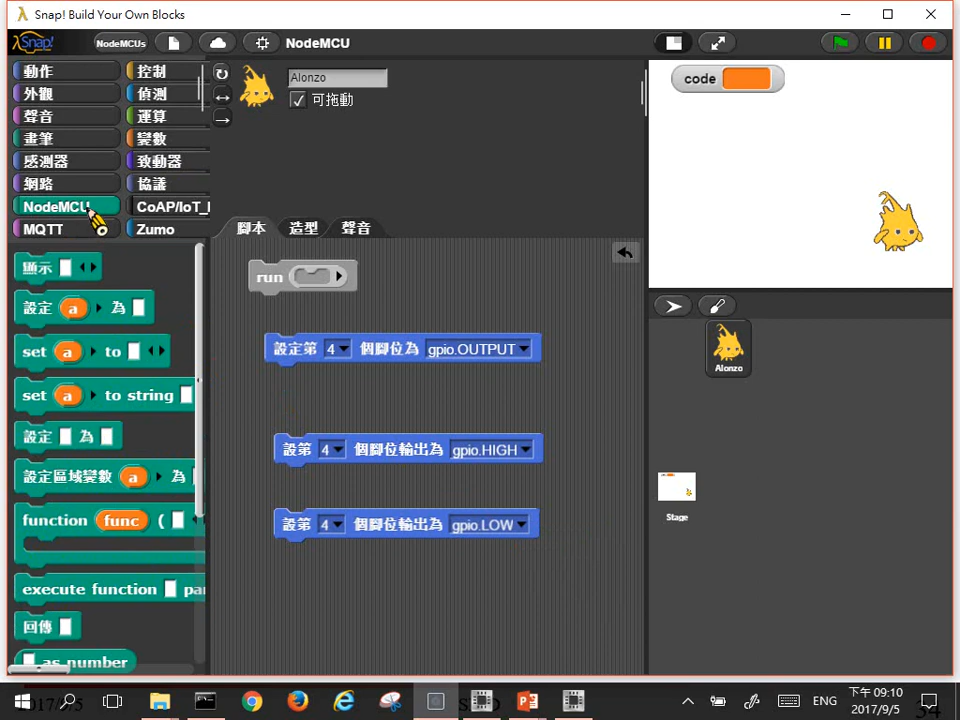 Snap! Build Your Own Blocks
Snap!
NodeMCUs
NodeMCU
動作
控制
外觀
偵測
聲音
運算
畫筆
變數
感測器
致動器
網路
協議
NodeMCU
CoAP/IoT_
MQTT
Zumo
顯示
設定 a 為
set a to
set a to string
設定 為
設定區域變數 a 為
function func (
execute function
回傳
as number
Alonzo
可拖動
腳本
造型
聲音
run
設定第 4 個腳位為 gpio.OUTPUT
設第 4 個腳位輸出為 gpio.HIGH
設第 4 個腳位輸出為 gpio.LOW
code
Alonzo
Stage
ENG
下午 09:10
2017/9/5